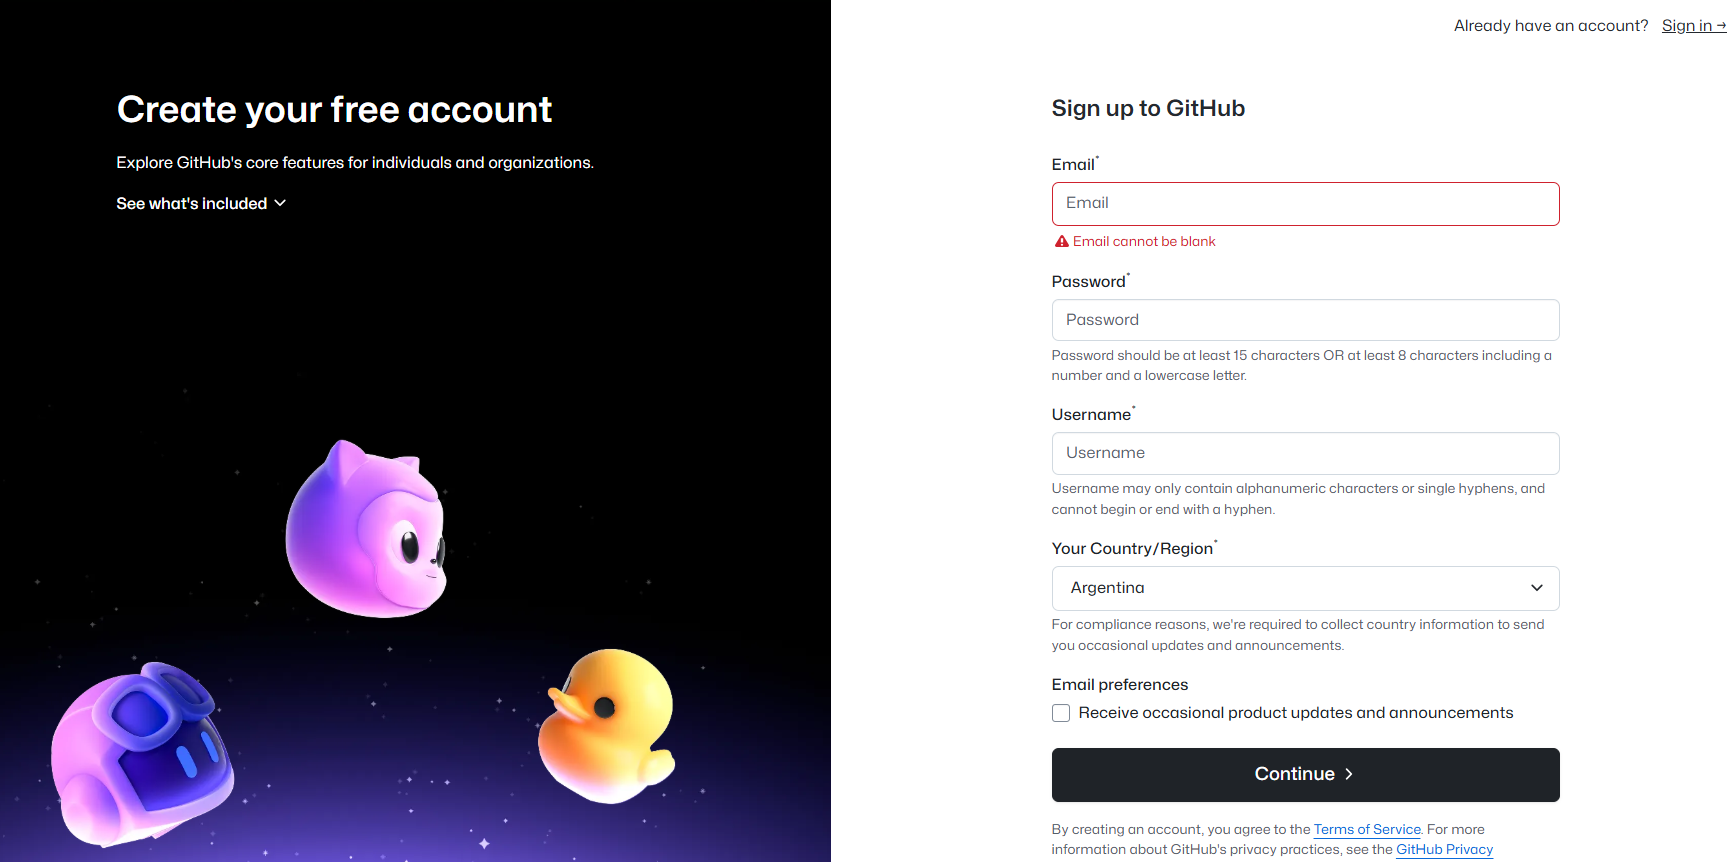 Already have an account? Sign in →
Create your free account
Explore GitHub's core features for individuals and organizations.
See what's included
Sign up to GitHub
Email*
Email
Email cannot be blank
Password*
Password
Password should be at least 15 characters OR at least 8 characters including a
number and a lowercase letter.
Username*
Username
Username may only contain alphanumeric characters or single hyphens, and
cannot begin or end with a hyphen.
Your Country/Region*
Argentina
For compliance reasons, we're required to collect country information to send
you occasional updates and announcements.
Email preferences
Receive occasional product updates and announcements
Continue
By creating an account, you agree to the Terms of Service. For more
information about GitHub's privacy practices, see the GitHub Privacy